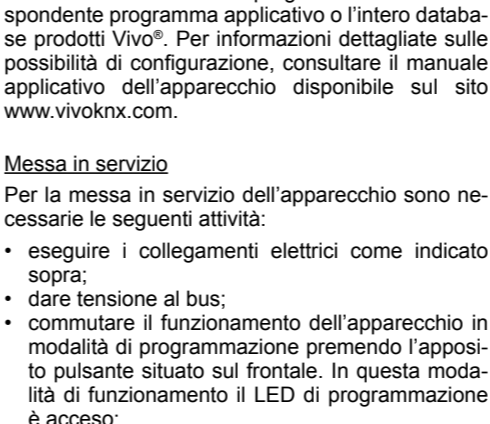 spondente programma applicativo o l'intero databa-
se prodotti Vivo®. Per informazioni dettagliate sulle
possibilità di configurazione, consultare il manuale
applicativo dell'apparecchio disponibile sul sito
www.vivoknx.com.
Messa in servizio
Per la messa in servizio dell'apparecchio sono ne-
cessarie le seguenti attività:
• eseguire i collegamenti elettrici come indicato
sopra;
• dare tensione al bus;
• commutare il funzionamento dell'apparecchio in
modalità di programmazione premendo l'apposi-
to pulsante situato sul frontale. In questa moda-
lità di funzionamento il LED di programmazione
è acceso;